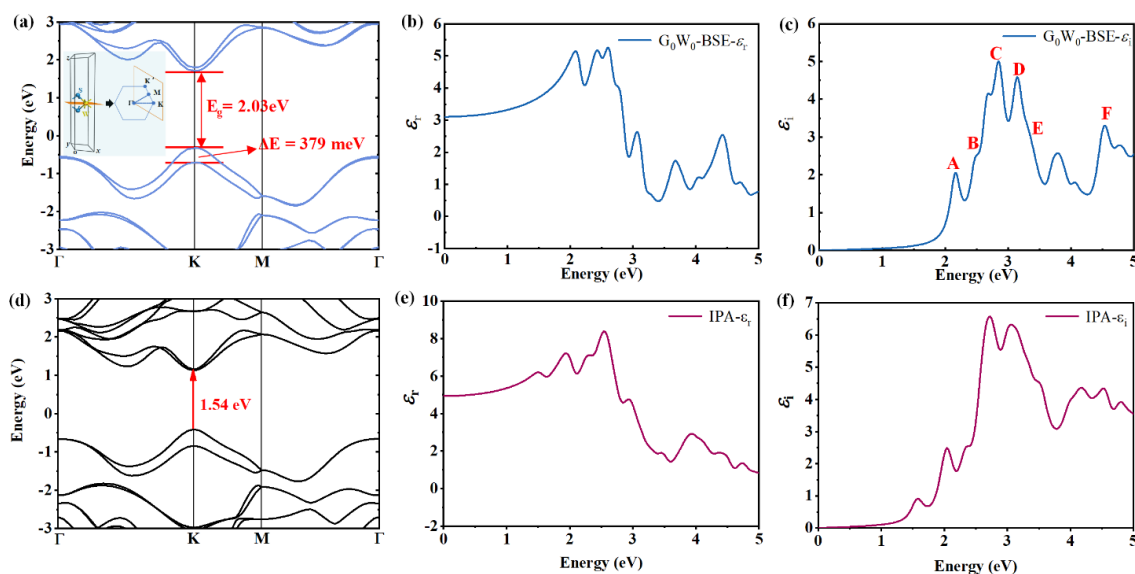 (a)
3
2
1
0
-1
-2
-3
Energy (eV)
Γ
K
M
Γ
z
y
x
S
W
K'
M
Γ
K
E_g = 2.03eV
ΔE = 379 meV
(b)
6
5
4
3
2
1
0
-1
ε_r
0
1
2
3
4
5
Energy (eV)
G₀W₀-BSE-ε_r
(c)
6
5
4
3
2
1
0
ε_i
0
1
2
3
4
5
Energy (eV)
G₀W₀-BSE-ε_i
A
B
C
D
E
F
(d)
3
2
1
0
-1
-2
-3
Energy (eV)
Γ
K
M
Γ
1.54 eV
(e)
10
8
6
4
2
0
-2
ε_r
0
1
2
3
4
5
Energy (eV)
IPA-ε_r
(f)
7
6
5
4
3
2
1
0
ε_i
0
1
2
3
4
5
Energy (eV)
IPA-ε_i